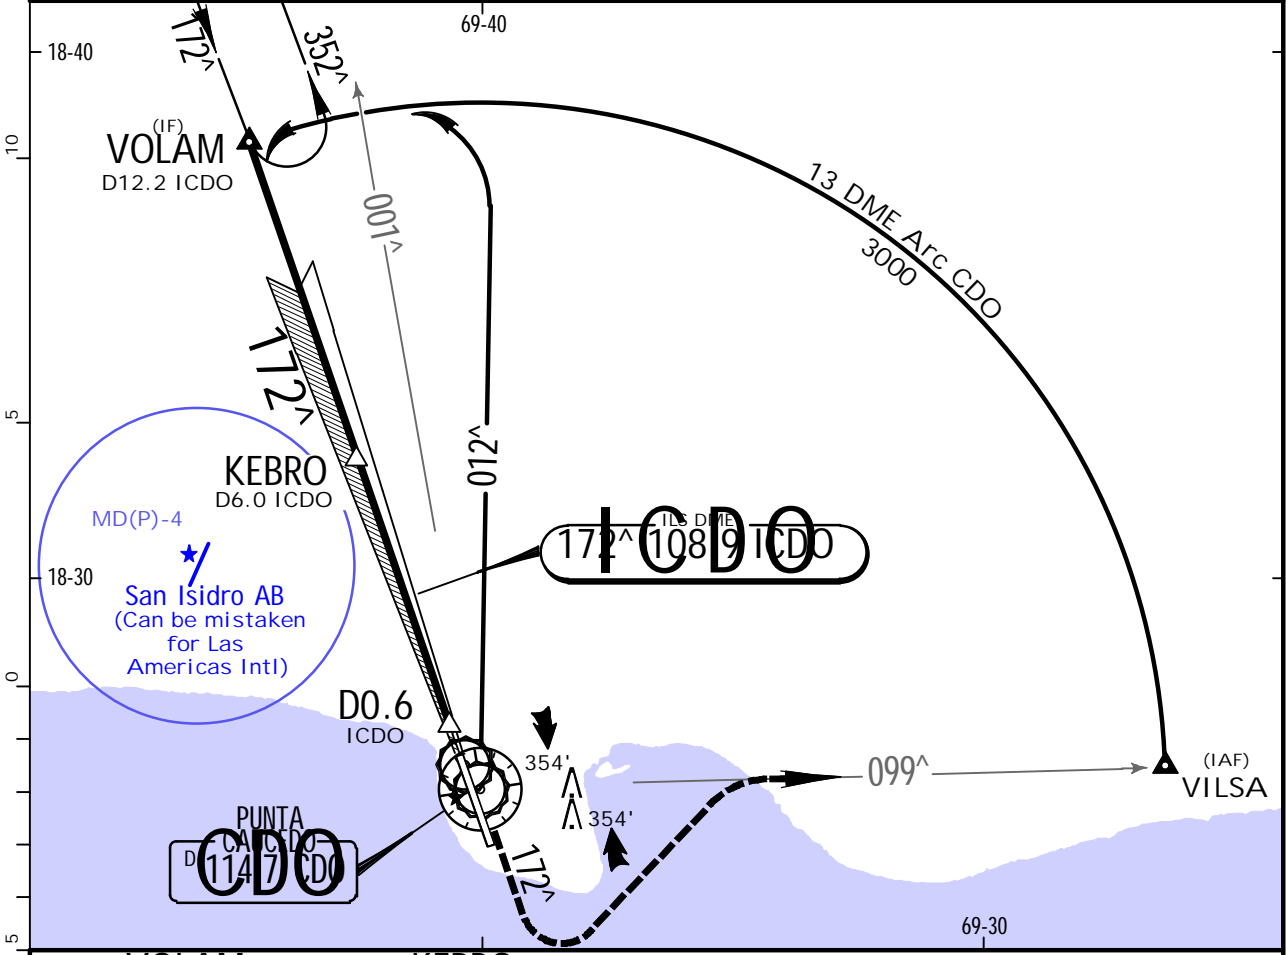 69-40
18-40
172^
352^
(IF)
VOLAM
D12.2 ICDO
10
13 DME Arc CDO
3000
001^
172^
5
012^
KEBRO
D6.0 ICDO
MD(P)-4
ILS DME
172^ 108.9 ICDO
ICDO
18-30
San Isidro AB
(Can be mistaken
for Las
Americas Intl)
0
D0.6
ICDO
354'
099^
(IAF)
VILSA
354'
PUNTA
CAUCEDO
D
114.7 CDO
CDO
172^
69-30
5
VOLAM
KEBRO